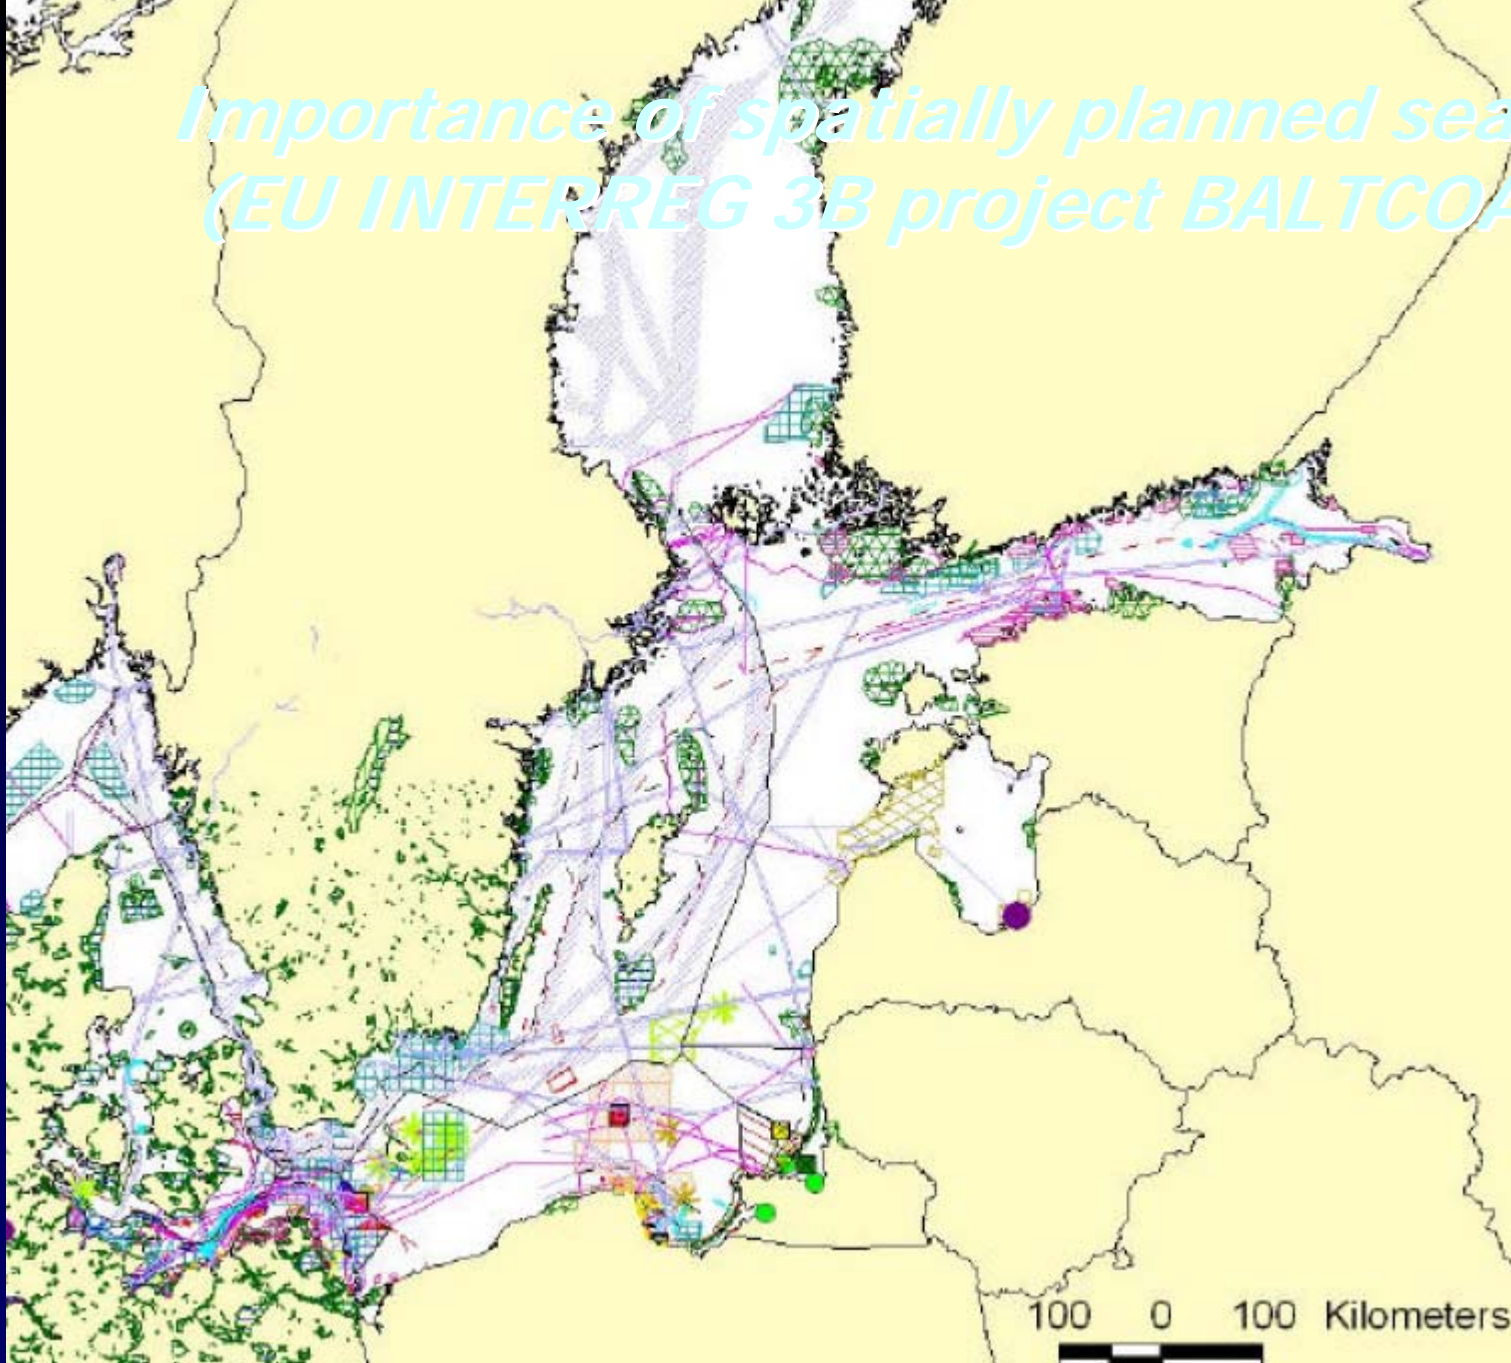 Importance of spatially planned sea
(EU INTERREG 3B project BALTCOA
100 0 100 Kilometers